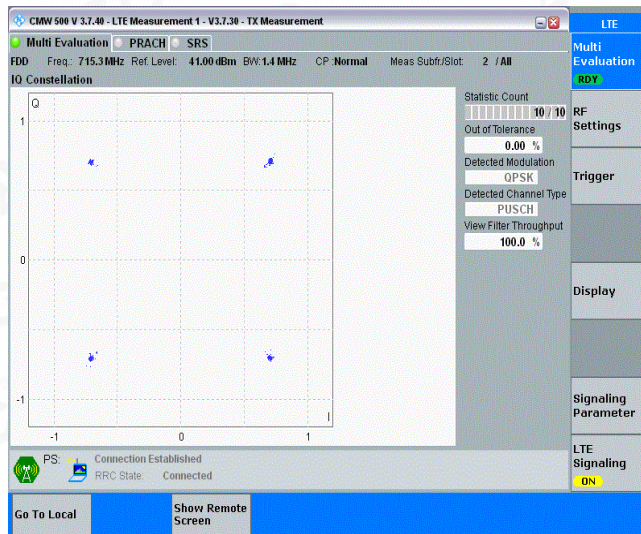 CMW 500 V 3.7.40 - LTE Measurement 1 - V3.7.30 - TX Measurement
LTE
Multi Evaluation PRACH SRS
Multi
Evaluation
RDY
FDD Freq.: 715.3 MHz Ref. Level: 41.00 dBm BW: 1.4 MHz CP :Normal Meas Subfr./Slot: 2 / All
IQ Constellation
Q
1
0
-1
-1 0 1
I
Statistic Count
10 / 10
Out of Tolerance
0.00 %
Detected Modulation
QPSK
Detected Channel Type
PUSCH
View Filter Throughput
100.0 %
RF
Settings
Trigger
Display
Signaling
Parameter
LTE
Signaling
ON
PS: Connection Established
RRC State: Connected
Go To Local
Show Remote
Screen